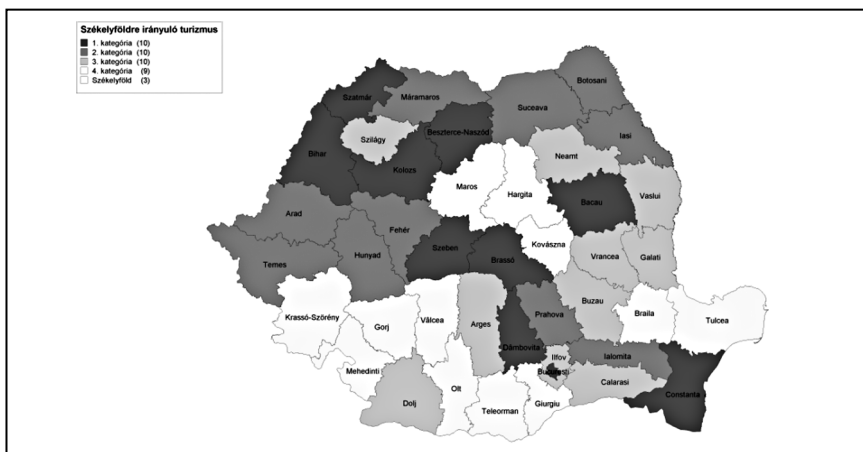 Székelyföldre irányuló turizmus
1. kategória (10)
2. kategória (10)
3. kategória (10)
4. kategória (9)
Székelyföld (3)
Botosani
Szatmár
Máramaros
Suceava
Iasi
Szilágy
Beszterce-Naszód
Bihar
Neamt
Kolozs
Maros
Hargita
Bacau
Vaslui
Arad
Fehér
Szeben
Brassó
Kovászna
Hunyad
Vrancea
Galati
Temes
Buzau
Krassó-Szörény
Gorj
Válcea
Arges
Prahova
Braila
Tulcea
Dâmbovita
Ilfov
Ialomita
Mehedinti
Bucuresti
Calarasi
Constanta
Dolj
Olt
Teleorman
Giurgiu